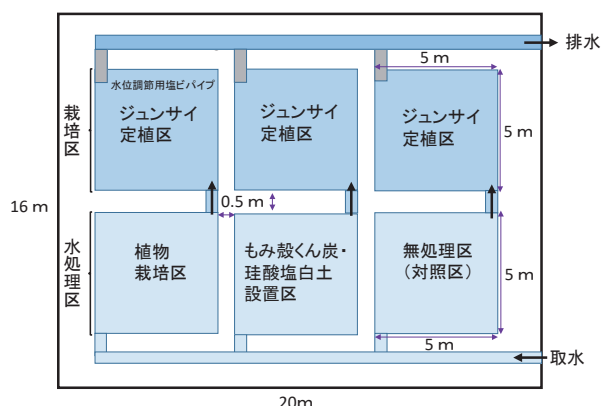 排水
5 m
水位調節用塩ビパイプ
ジュンサイ
定植区
ジュンサイ
定植区
ジュンサイ
定植区
5 m
栽培区
16 m
0.5 m
水処理区
植物
栽培区
もみ殻くん炭・
珪酸塩白土
設置区
無処理区
（対照区）
5 m
5 m
取水
20m